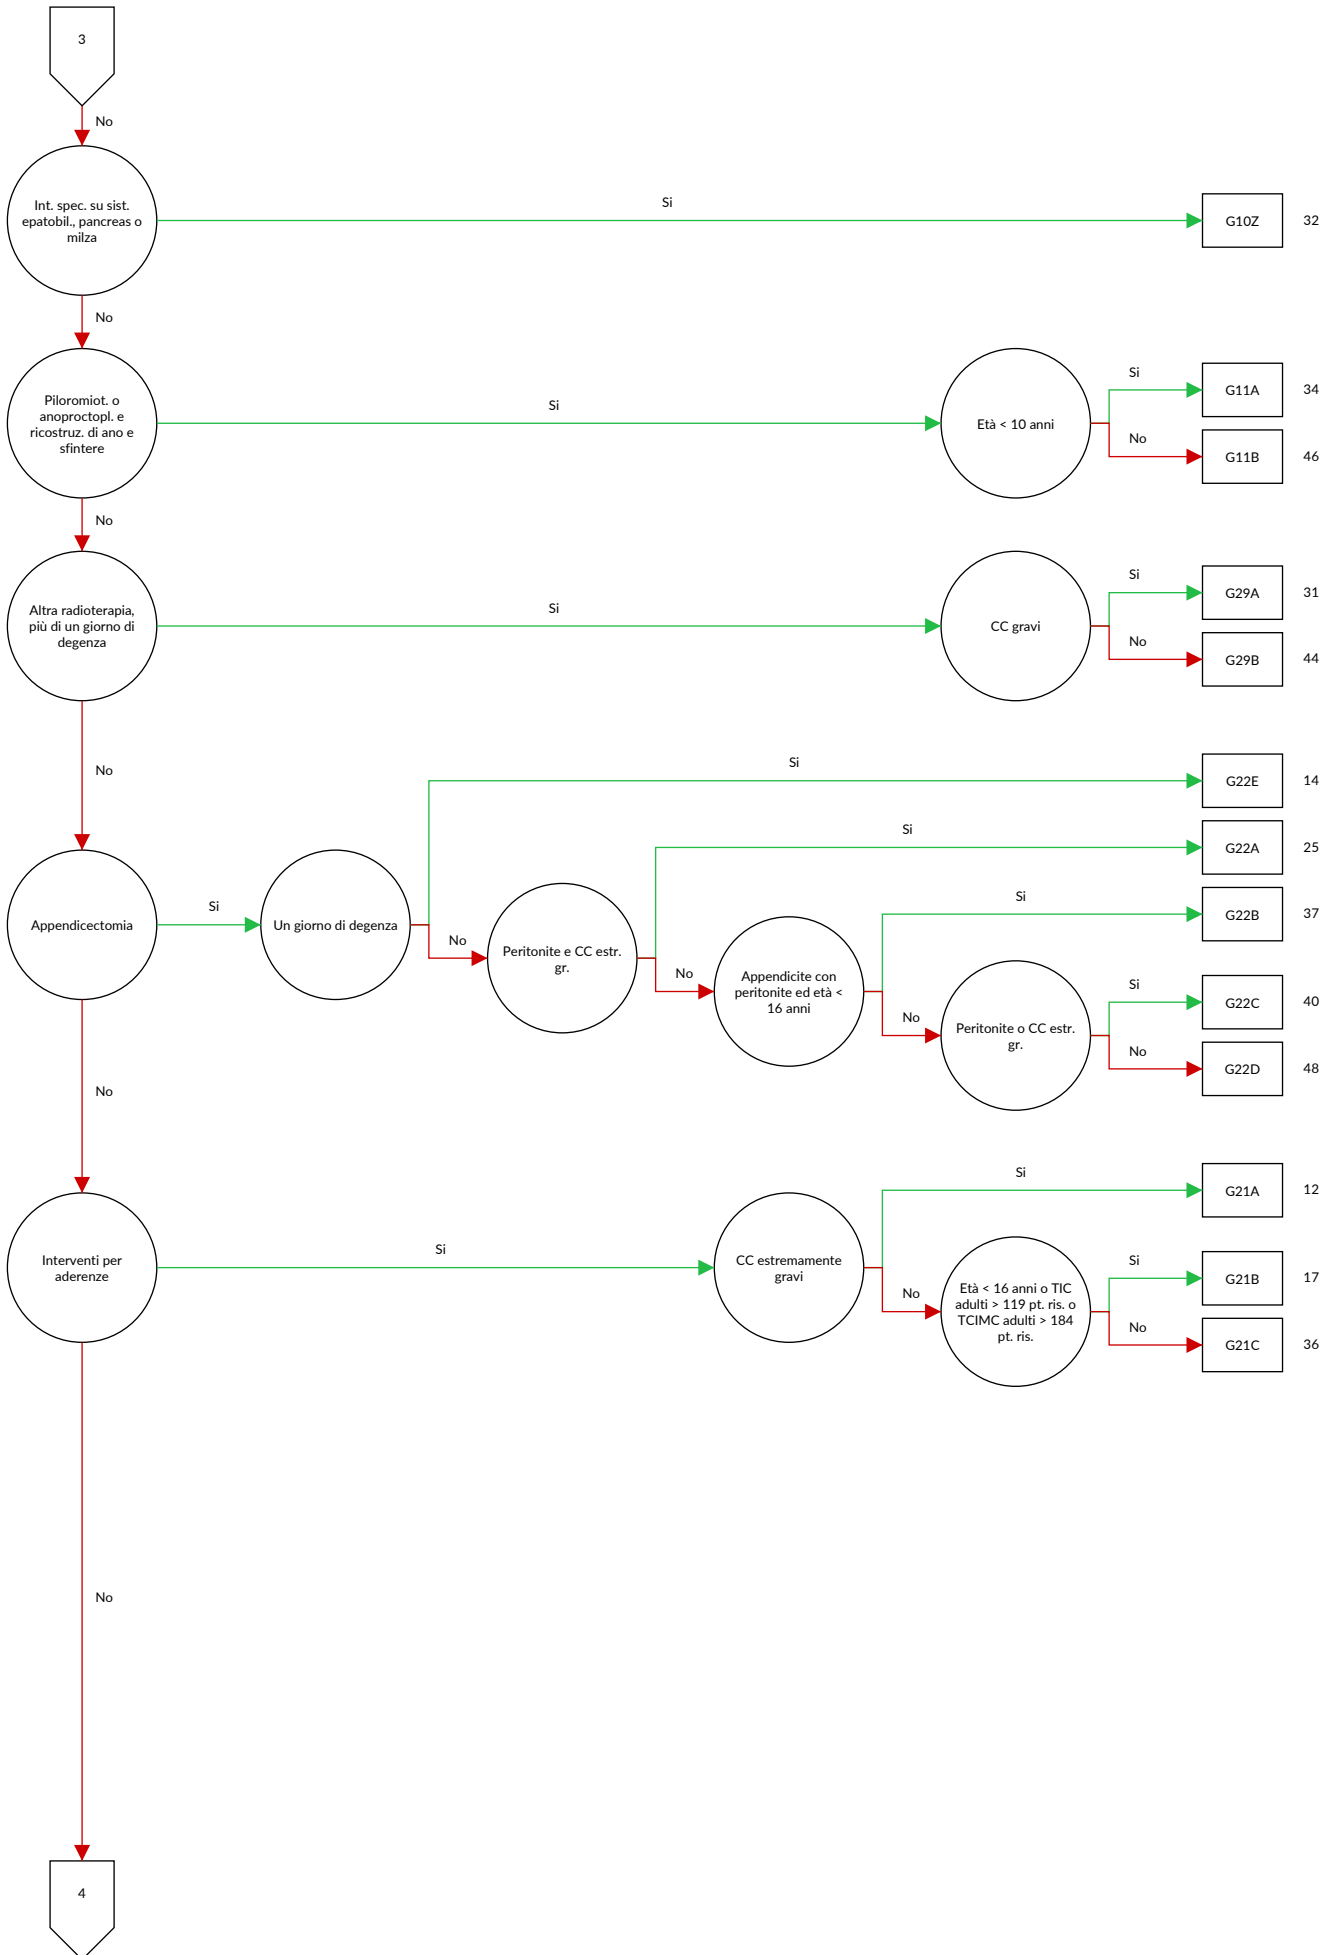 3
No
Int. spec. su sist.
epatobil., pancreas o
milza
Si
G10Z
32
No
Piloromiot. o
anoproctopl. e
ricostruz. di ano e
sfintere
Si
Età < 10 anni
Si
G11A
34
No
G11B
46
No
Altra radioterapia,
più di un giorno di
degenza
Si
CC gravi
Si
G29A
31
No
G29B
44
No
Appendicectomia
Si
Un giorno di degenza
Si
G22E
14
No
Peritonite e CC estr.
gr.
Si
G22A
25
No
Appendicite con
peritonite ed età <
16 anni
Si
G22B
37
No
Peritonite o CC estr.
gr.
Si
G22C
40
No
G22D
48
No
Interventi per
aderenze
Si
CC estremamente
gravi
Si
G21A
12
No
Età < 16 anni o TIC
adulti > 119 pt. ris. o
TCIMC adulti > 184
pt. ris.
Si
G21B
17
No
G21C
36
No
4